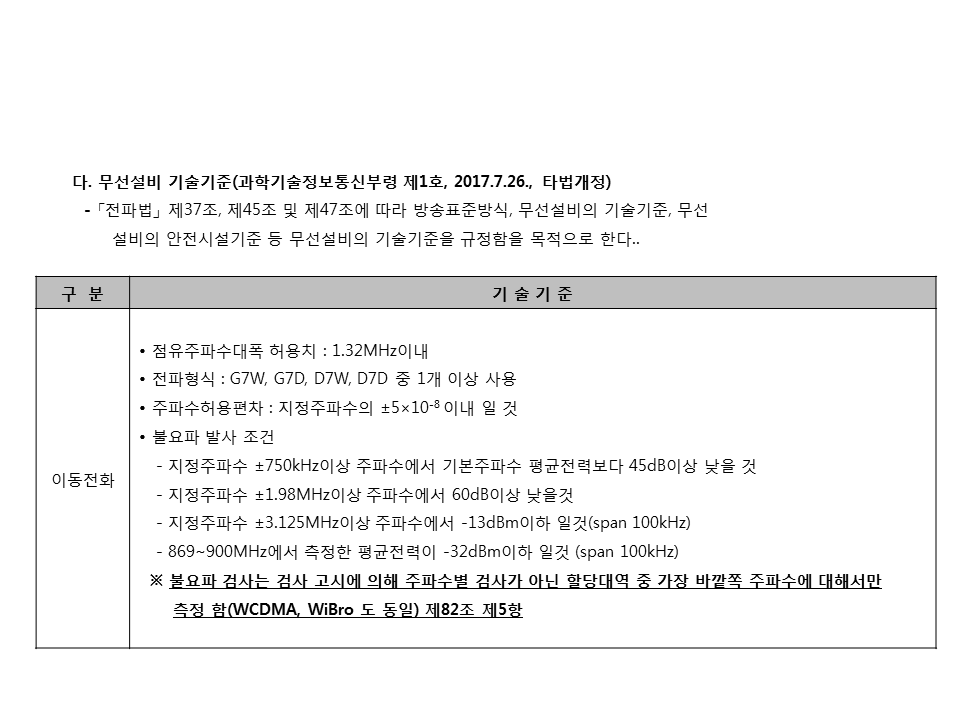 다. 무선설비 기술기준(과학기술정보통신부령 제1호, 2017.7.26., 타법개정)
-「전파법」제37조, 제45조 및 제47조에 따라 방송표준방식, 무선설비의 기술기준, 무선
설비의 안전시설기준 등 무선설비의 기술기준을 규정함을 목적으로 한다..
구 분 기 술 기 준
• 점유주파수대폭 허용치 : 1.32MHz이내
• 전파형식 : G7W, G7D, D7W, D7D 중 1개 이상 사용
• 주파수허용편차 : 지정주파수의 ±5×10⁻⁸ 이내 일 것
• 불요파 발사 조건
- 지정주파수 ±750kHz이상 주파수에서 기본주파수 평균전력보다 45dB이상 낮을 것
이동전화
- 지정주파수 ±1.98MHz이상 주파수에서 60dB이상 낮을것
- 지정주파수 ±3.125MHz이상 주파수에서 -13dBm이하 일것(span 100kHz)
- 869~900MHz에서 측정한 평균전력이 -32dBm이하 일것 (span 100kHz)
※ 불요파 검사는 검사 고시에 의해 주파수별 검사가 아닌 할당대역 중 가장 바깥쪽 주파수에 대해서만
측정 함(WCDMA, WiBro 도 동일) 제82조 제5항